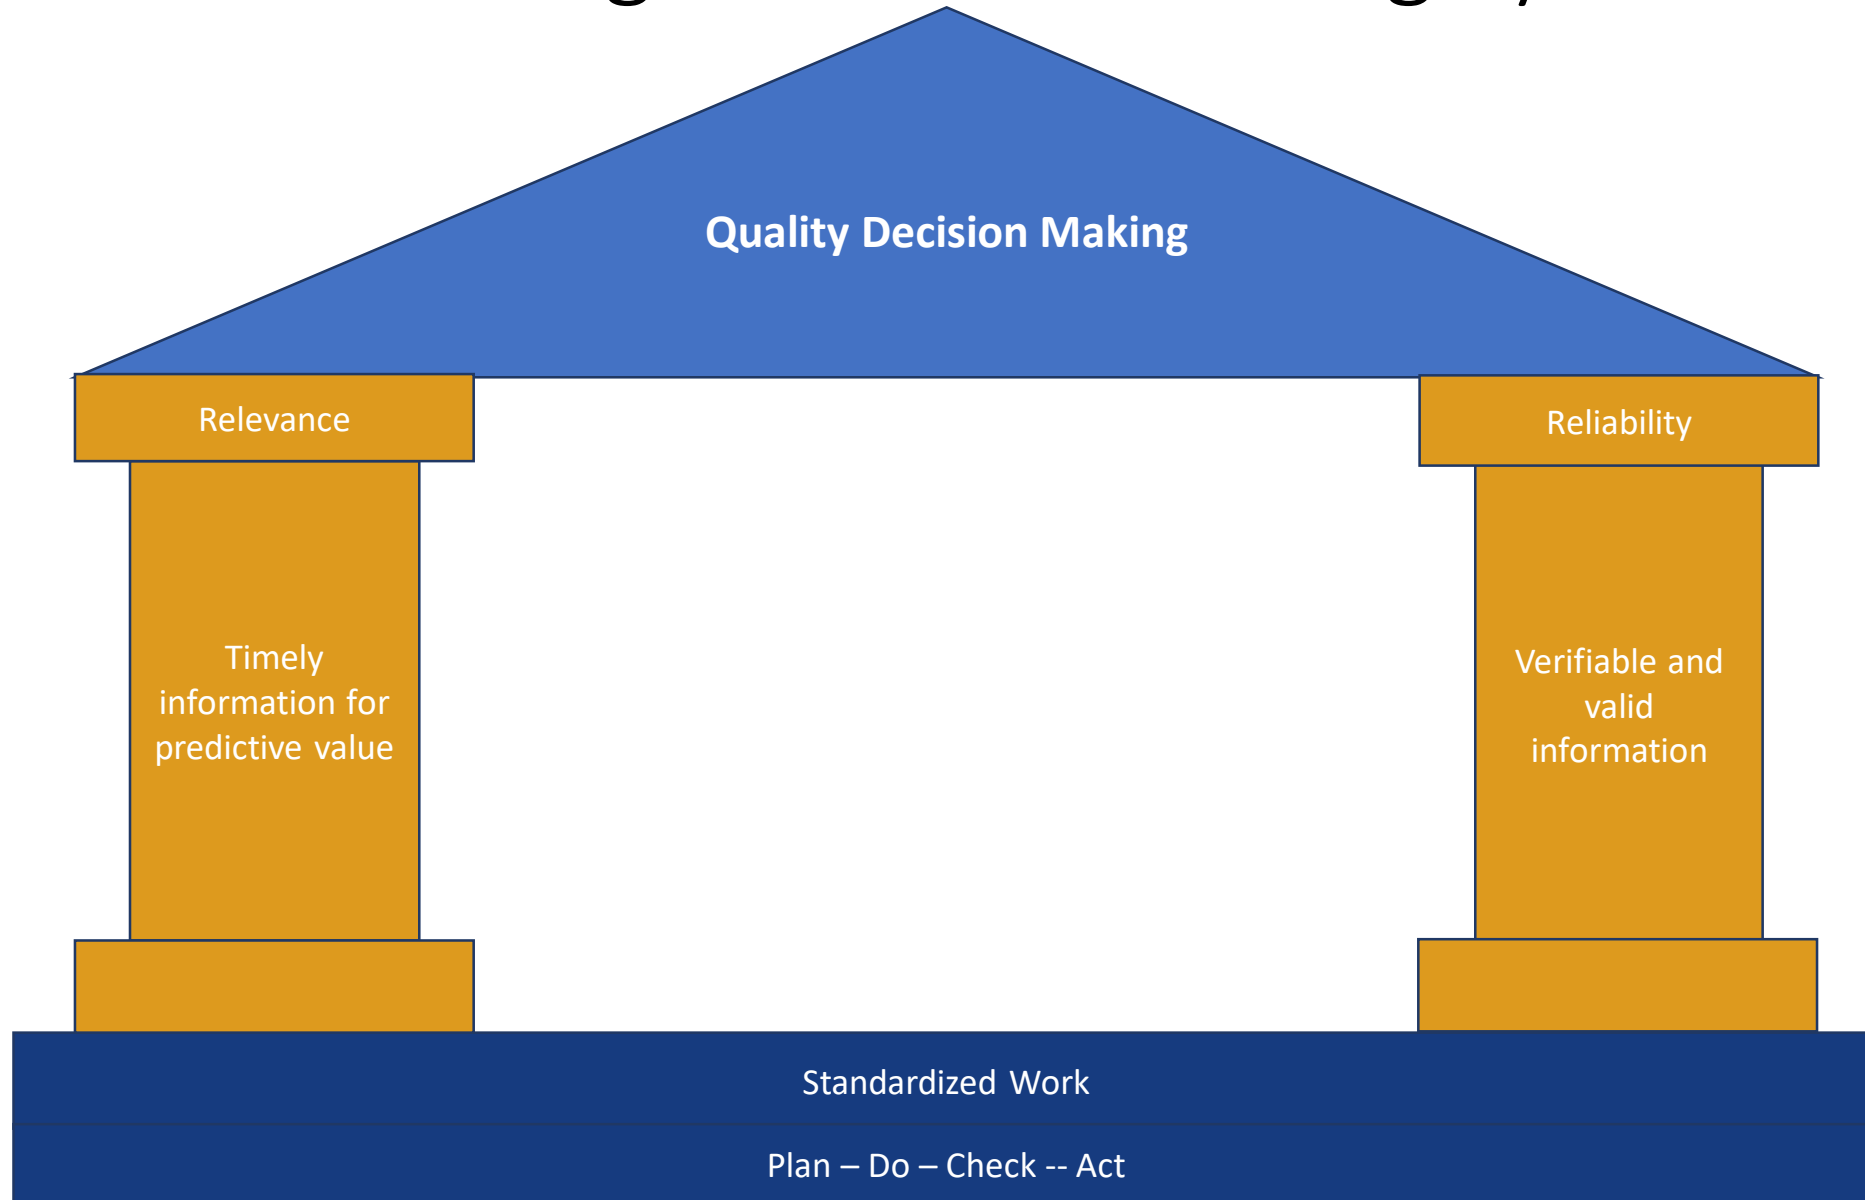 Quality Decision Making
Relevance
Reliability
Timely
information for
predictive value
Verifiable and
valid
information
Standardized Work
Plan – Do – Check -- Act